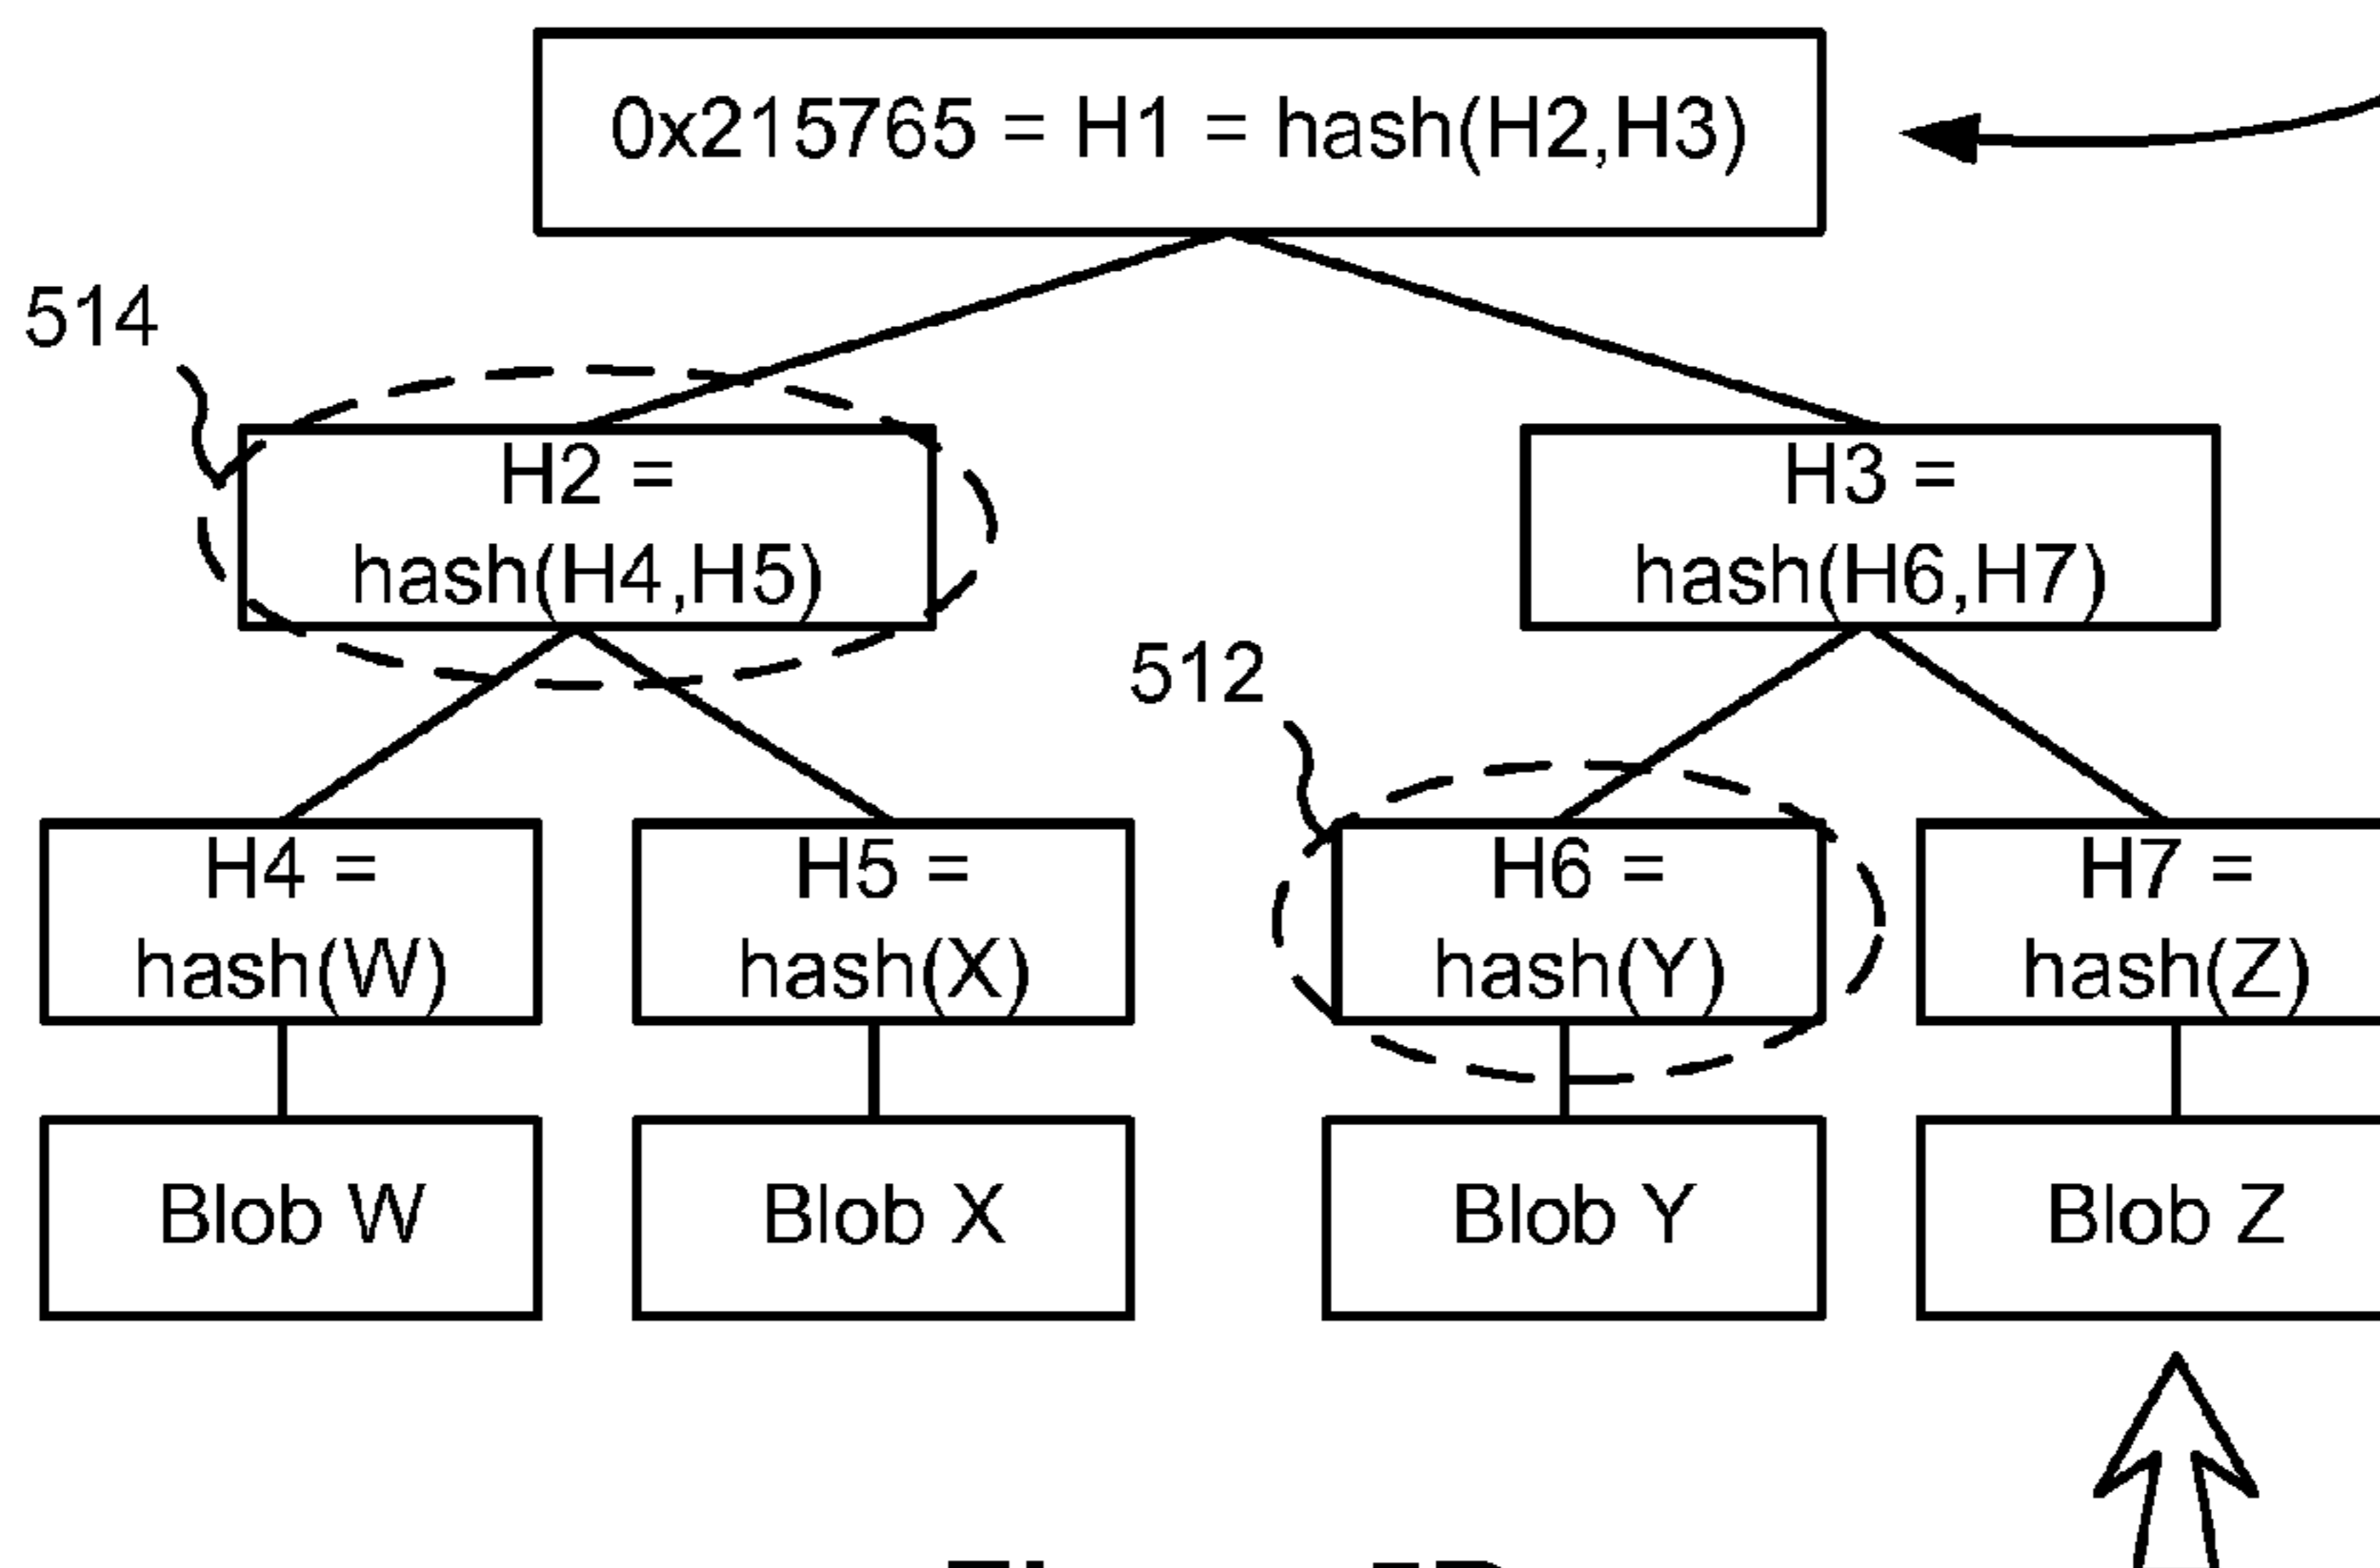 0x215765 = H1 = hash(H2,H3)
514
H2 =
hash(H4,H5)
H3 =
hash(H6,H7)
512
H4 =
hash(W)
H5 =
hash(X)
H6 =
hash(Y)
H7 =
hash(Z)
Blob W
Blob X
Blob Y
Blob Z